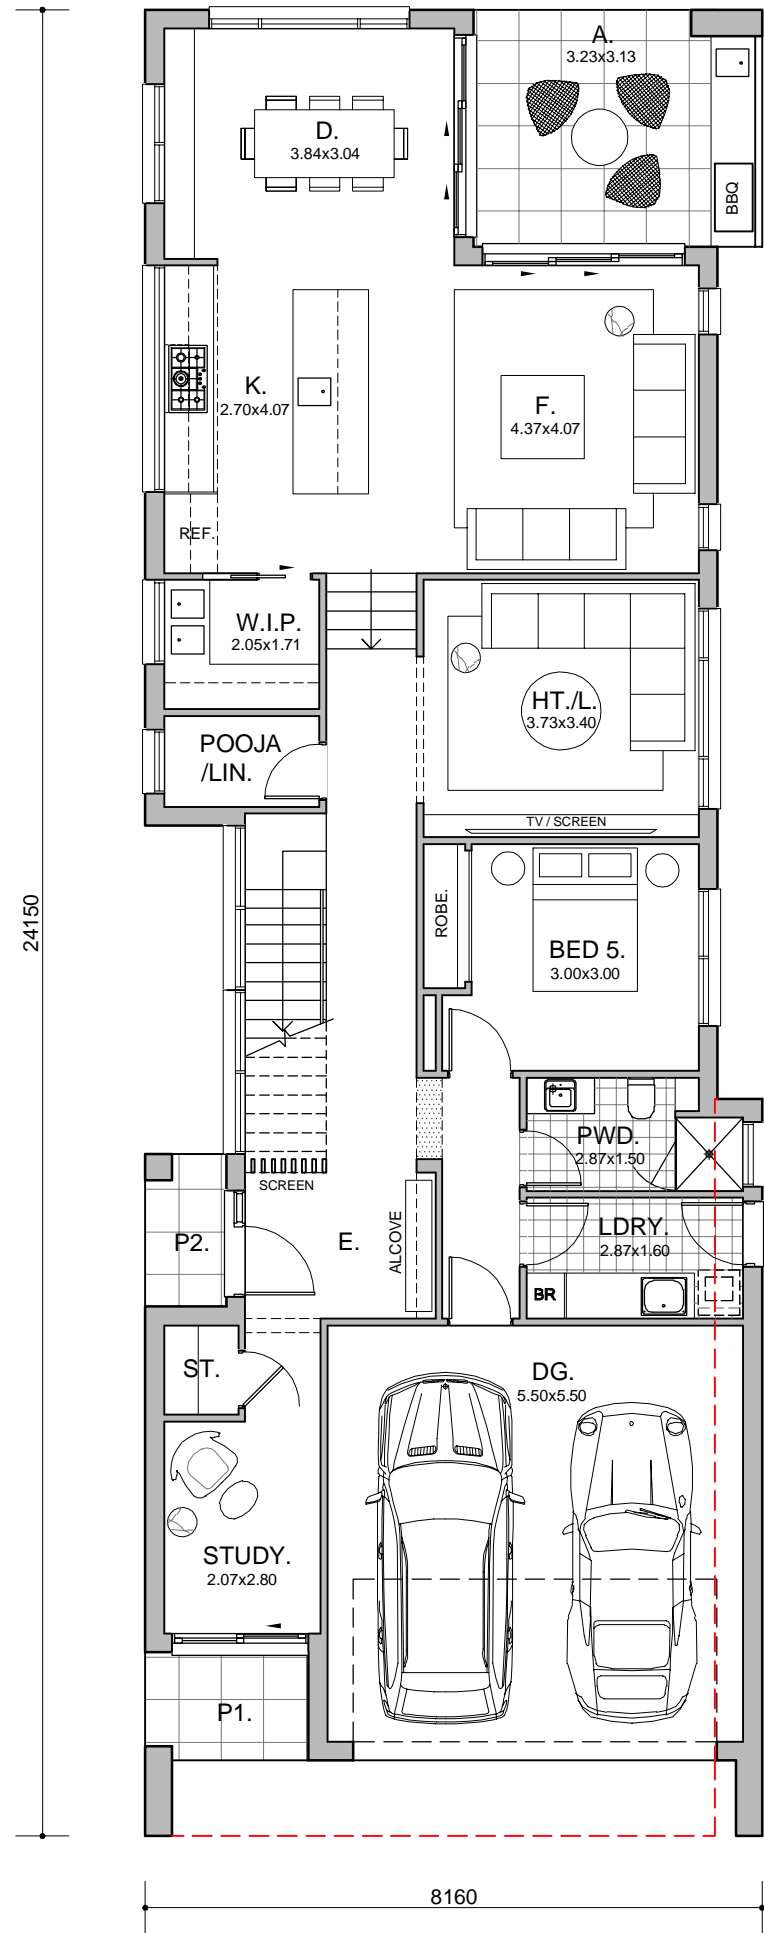 A.
3.23x3.13
D.
3.84x3.04
BBQ
K.
2.70x4.07
F.
4.37x4.07
REF.
W.I.P.
2.05x1.71
HT./L.
3.73x3.40
POOJA
/LIN.
TV / SCREEN
ROBE.
BED 5.
3.00x3.00
24150
PWD.
2.87x1.50
SCREEN
P2.
E.
ALCOVE
LDRY.
2.87x1.60
BR
ST.
DG.
5.50x5.50
STUDY.
2.07x2.80
P1.
8160